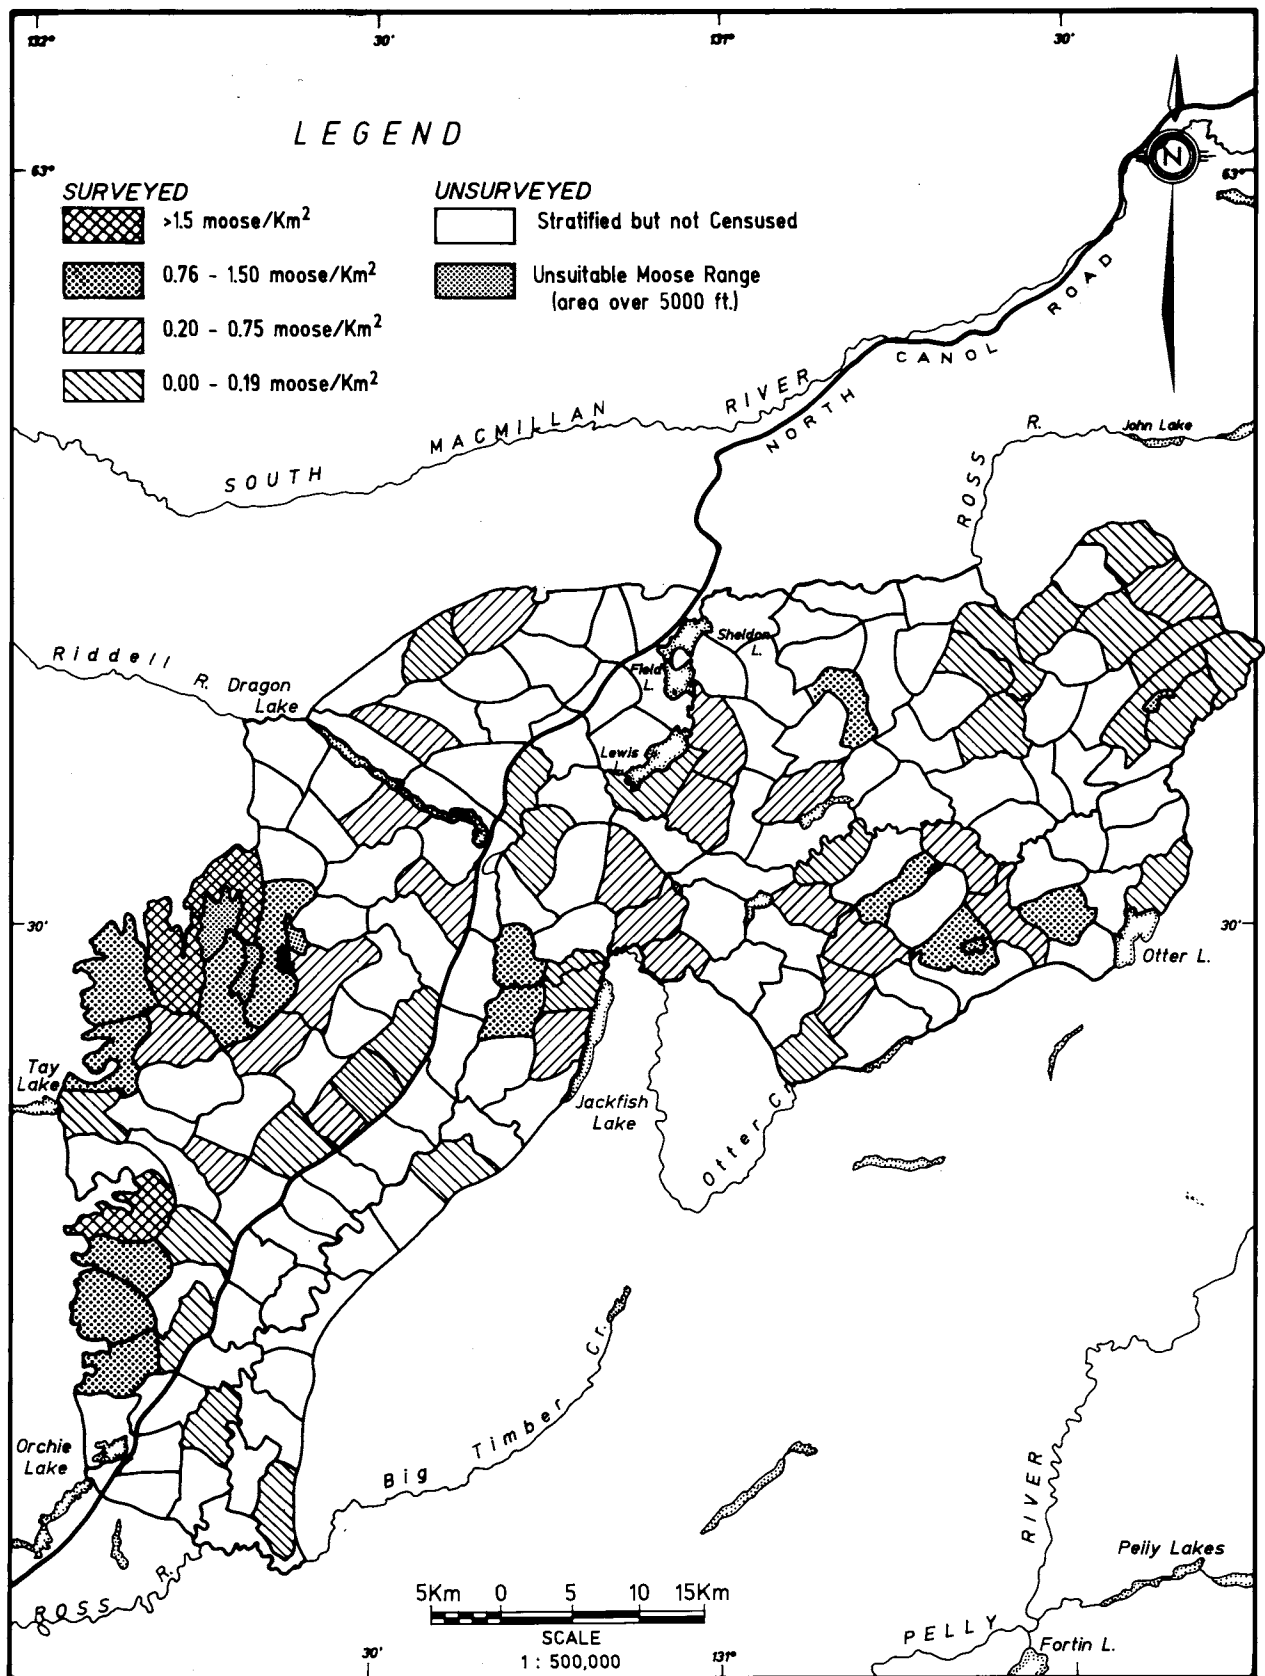 132° 30' 131° 30'
LEGEND
N
63° 63°
SURVEYED
>1.5 moose/Km²
0.76 - 1.50 moose/Km²
0.20 - 0.75 moose/Km²
0.00 - 0.19 moose/Km²
UNSURVEYED
Stratified but not Censused
Unsuitable Moose Range
(area over 5000 ft.)
NORTH CANOL ROAD
SOUTH MACMILLAN RIVER
ROSS R.
John Lake
Sheldon
L.
Field
L.
Riddell R.
Dragon
Lake
Lewis
L.
30' 30'
Otter L.
Tay
Lake
Jackfish
Lake
Otter Cr.
Orchie
Lake
Big Timber Cr.
ROSS R.
Pelly Lakes
PELLY RIVER
Fortin L.
5Km 0 5 10 15Km
SCALE
1 : 500,000
30' 131°